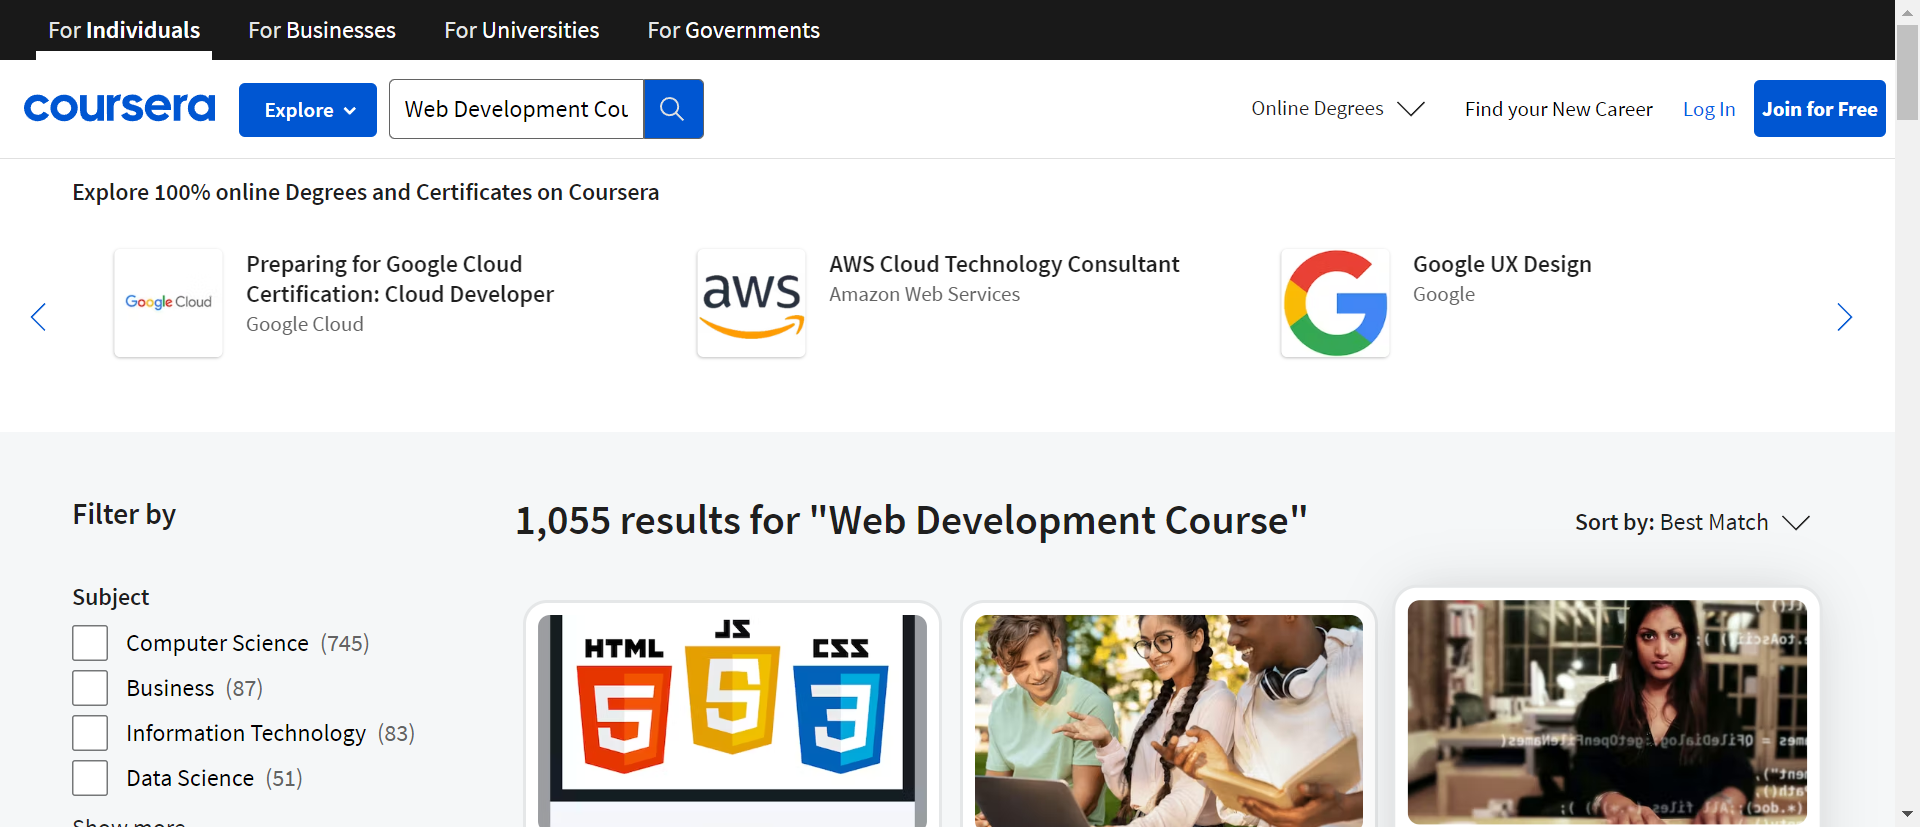 For Individuals For Businesses For Universities For Governments
coursera Explore Web Development Cou Online Degrees Find your New Career Log In Join for Free
Explore 100% online Degrees and Certificates on Coursera
Google Cloud
Preparing for Google Cloud
Certification: Cloud Developer
Google Cloud
aws
AWS Cloud Technology Consultant
Amazon Web Services
G
Google UX Design
Google
Filter by
1,055 results for "Web Development Course"
Sort by: Best Match
Subject
Computer Science (745)
Business (87)
Information Technology (83)
Data Science (51)
Show more
HTML JS CSS
5 5 3